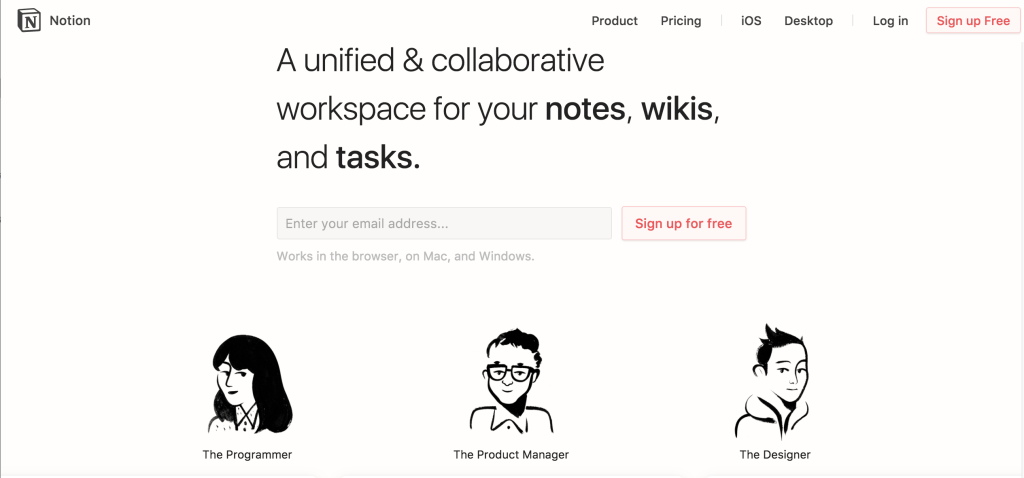 Notion
Product Pricing iOS Desktop Log in Sign up Free
A unified & collaborative
workspace for your notes, wikis,
and tasks.
Enter your email address...
Sign up for free
Works in the browser, on Mac, and Windows.
The Programmer
The Product Manager
The Designer